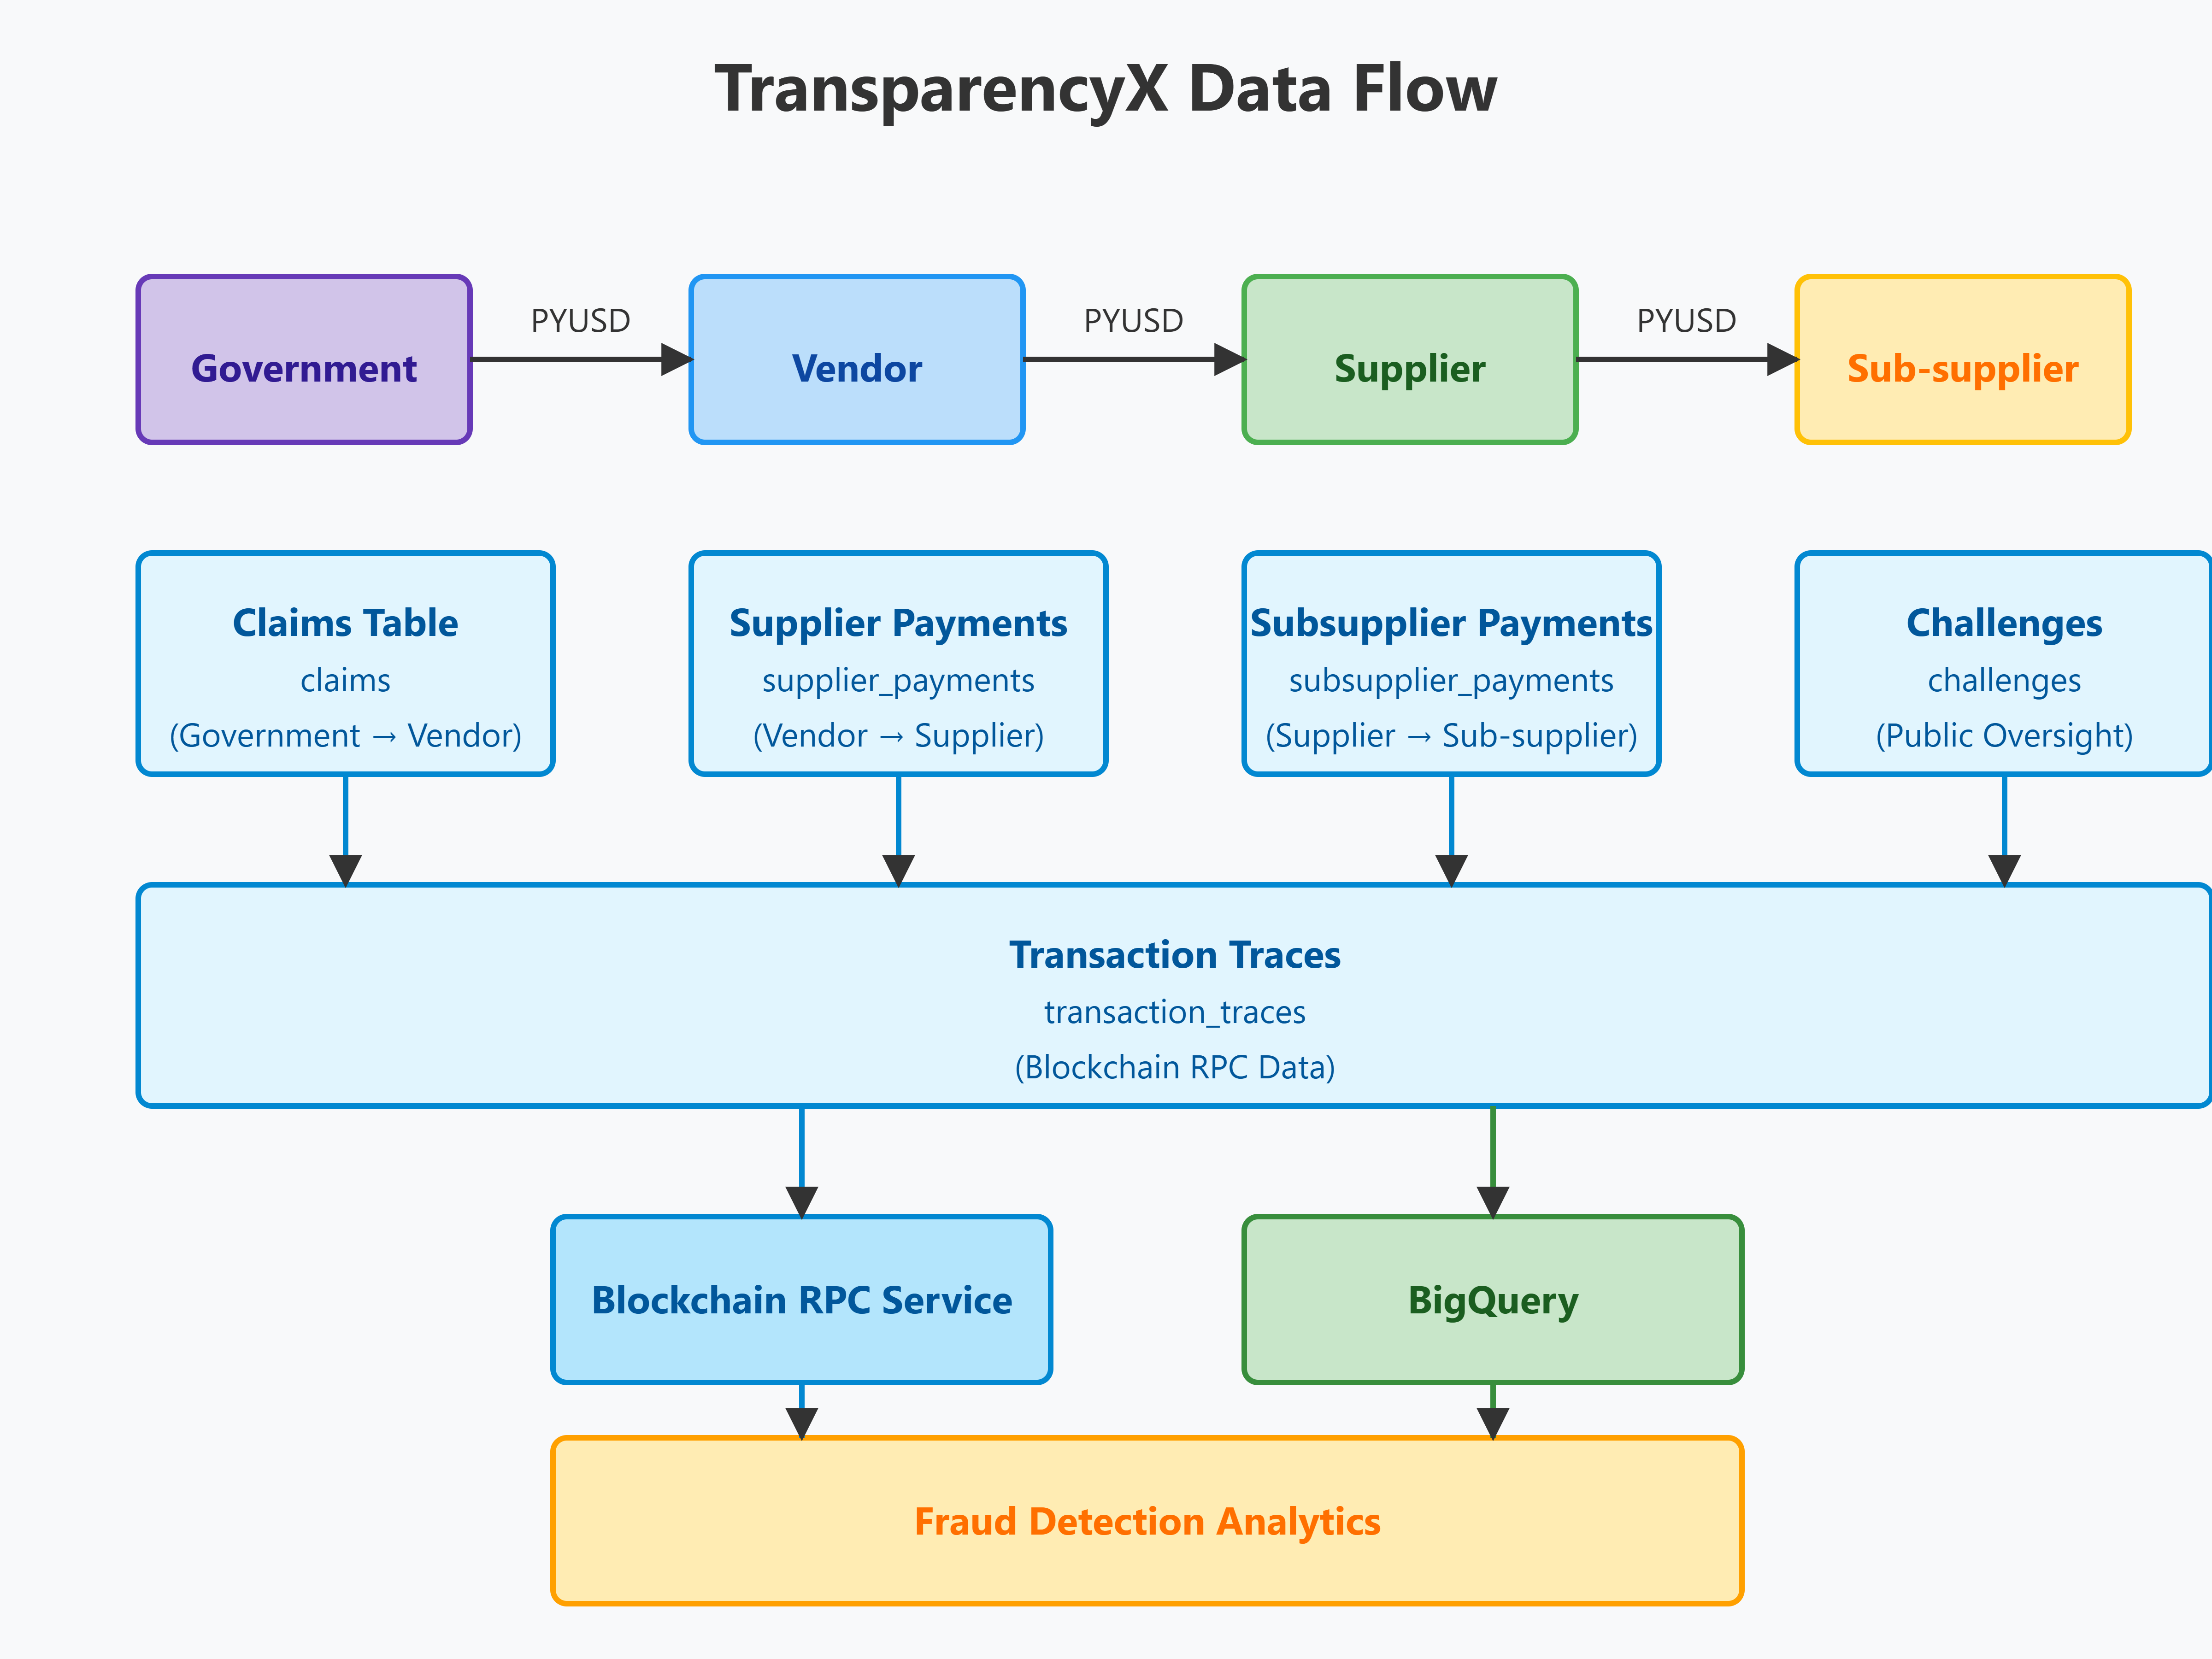 TransparencyX Data Flow
PYUSD
PYUSD
PYUSD
Government
Vendor
Supplier
Sub-supplier
Claims Table
claims
(Government → Vendor)
Supplier Payments
supplier_payments
(Vendor → Supplier)
Subsupplier Payments
subsupplier_payments
(Supplier → Sub-supplier)
Challenges
challenges
(Public Oversight)
Transaction Traces
transaction_traces
(Blockchain RPC Data)
Blockchain RPC Service
BigQuery
Fraud Detection Analytics